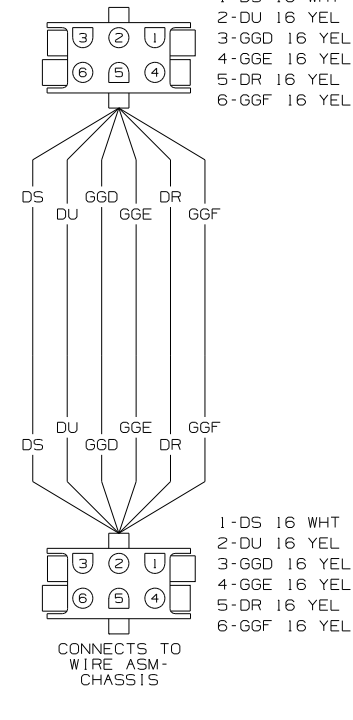 2-DU 16 YEL
3-GGD 16 YEL
4-GGE 16 YEL
5-DR 16 YEL
6-GGF 16 YEL
3 2 1
6 5 4
DS GGD DR
DU GGE GGF
DU GGE GGF
DS GGD DR
1-DS 16 WHT
2-DU 16 YEL
3-GGD 16 YEL
4-GGE 16 YEL
5-DR 16 YEL
6-GGF 16 YEL
3 2 1
6 5 4
CONNECTS TO
WIRE ASM-
CHASSIS